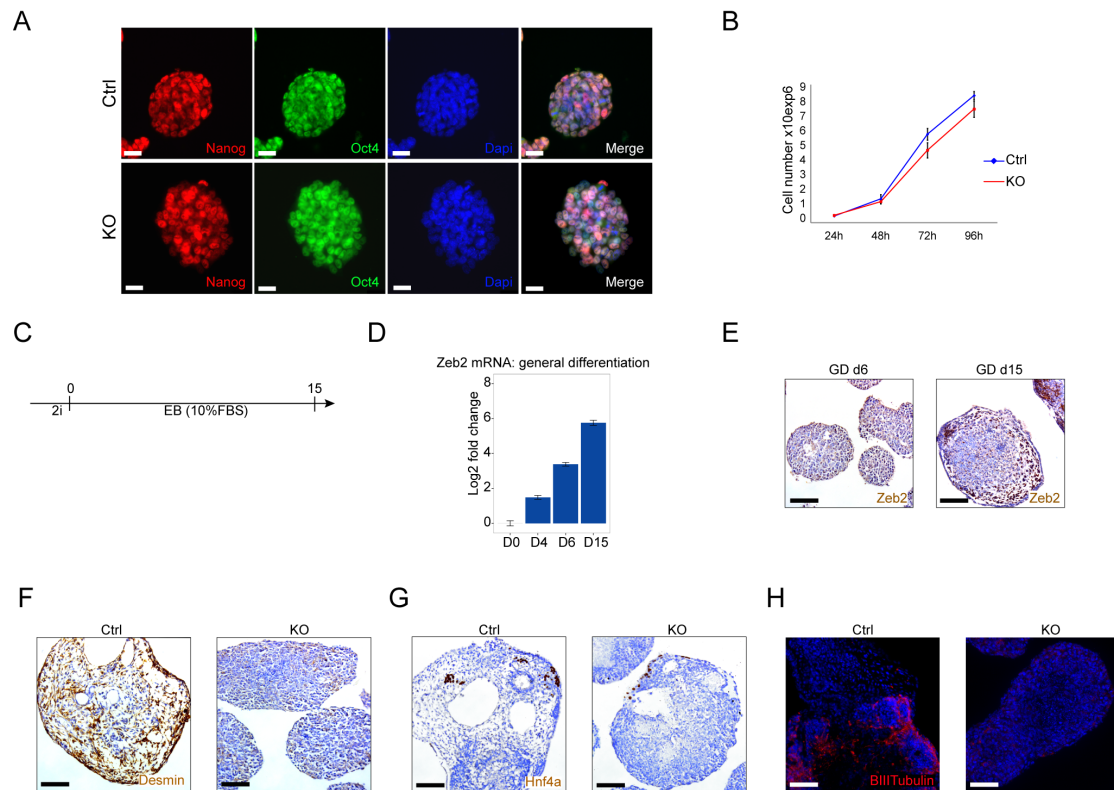 A
Ctrl
Nanog
Oct4
Dapi
Merge
KO
Nanog
Oct4
Dapi
Merge
B
Cell number x10exp6
9
8
7
6
5
4
3
2
1
0
24h 48h 72h 96h
Ctrl
KO
C
0 15
2i EB (10%FBS)
D
Zeb2 mRNA: general differentiation
Log2 fold change
8
6
4
2
0
D0 D4 D6 D15
E
GD d6 GD d15
Zeb2 Zeb2
F
Ctrl KO
Desmin
G
Ctrl KO
Hnf4a
H
Ctrl KO
BIIITubulin